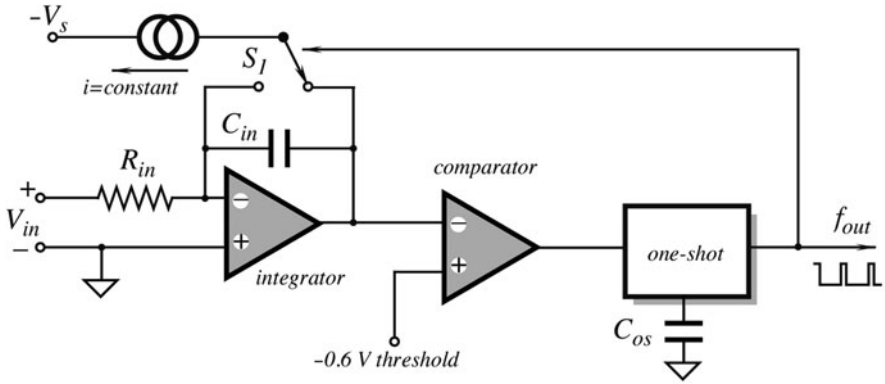 –Vs
i=constant
S1
Cin
Rin
+
Vin
–
–
+
integrator
comparator
–
+
–0.6 V threshold
one-shot
Cos
fout